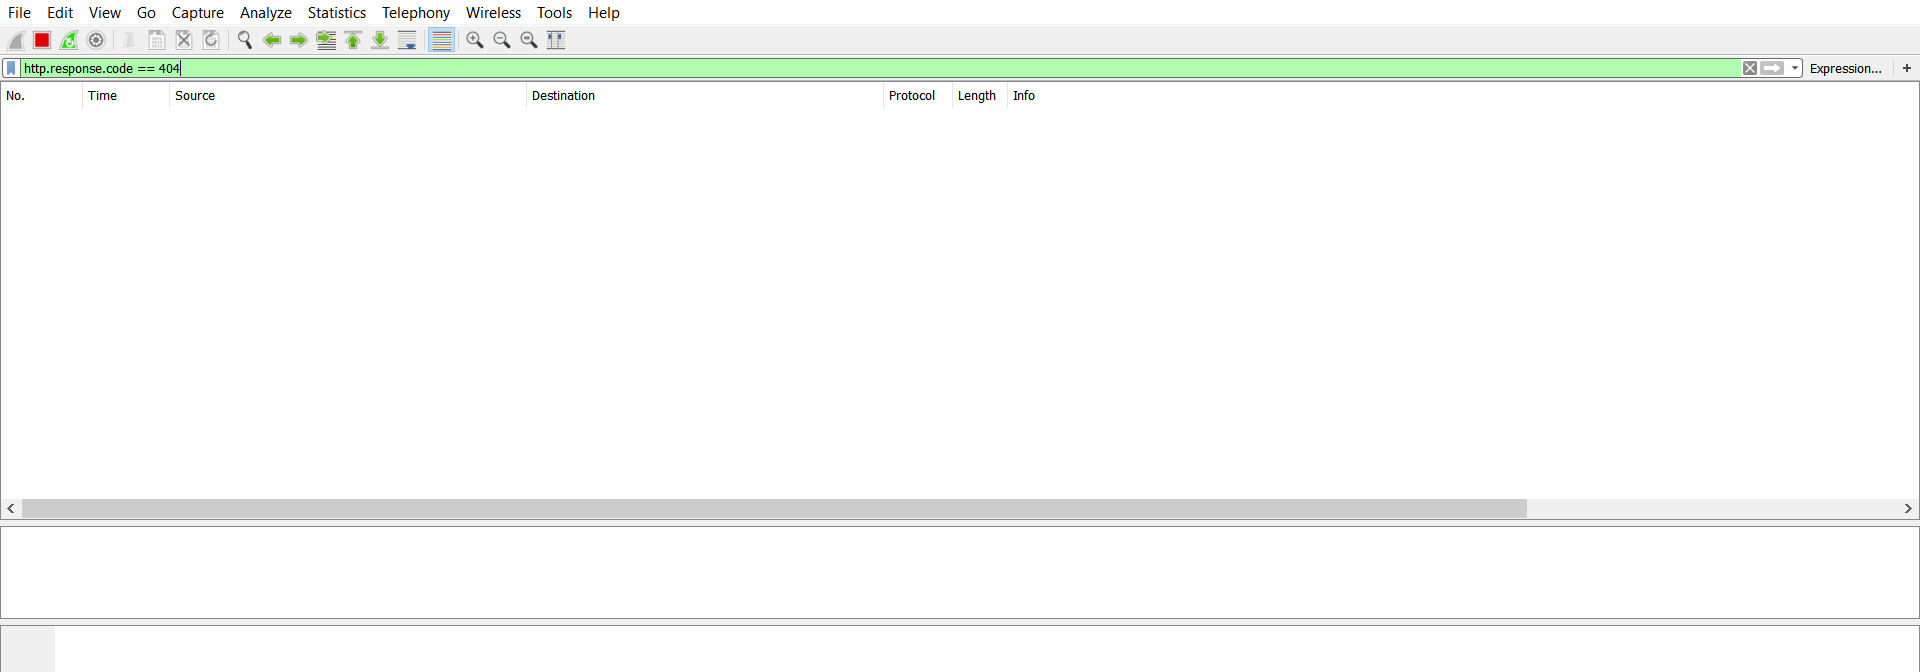 File Edit View Go Capture Analyze Statistics Telephony Wireless Tools Help
http.response.code == 404 Expression... +
No. Time Source Destination Protocol Length Info